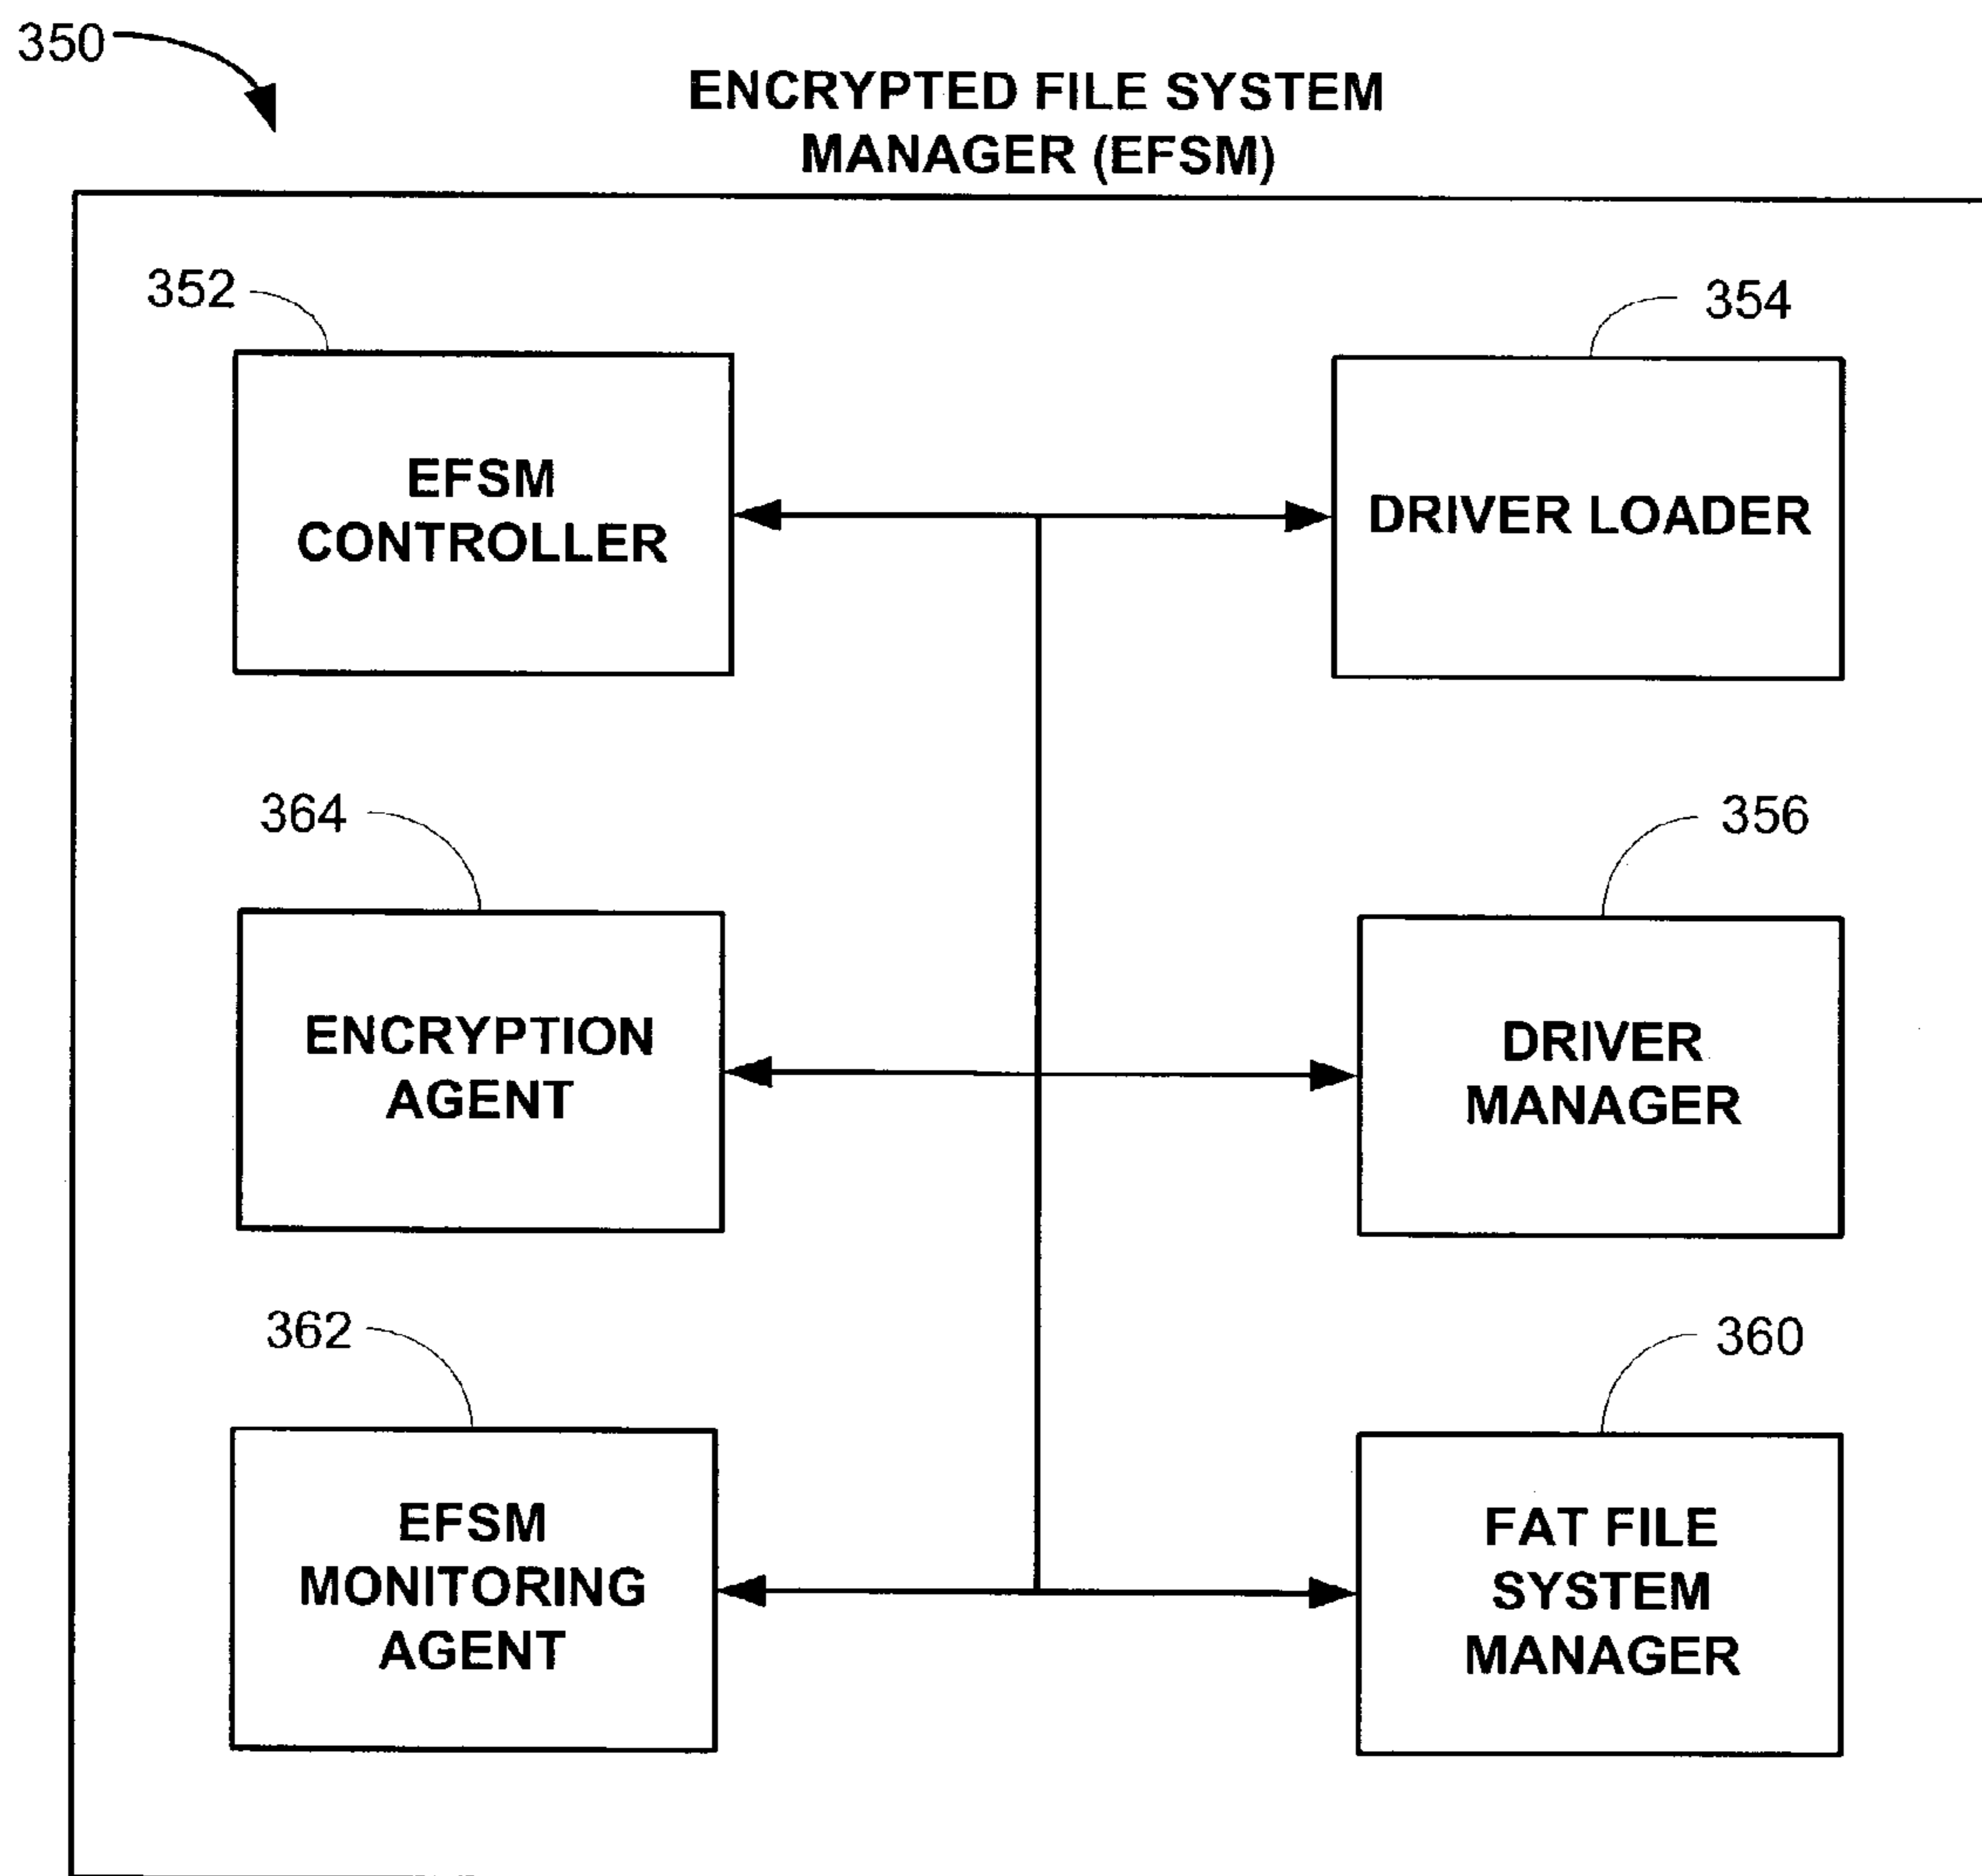 350
ENCRYPTED FILE SYSTEM
MANAGER (EFSM)
352
354
EFSM
CONTROLLER
DRIVER LOADER
364
356
ENCRYPTION
AGENT
DRIVER
MANAGER
362
360
EFSM
MONITORING
AGENT
FAT FILE
SYSTEM
MANAGER